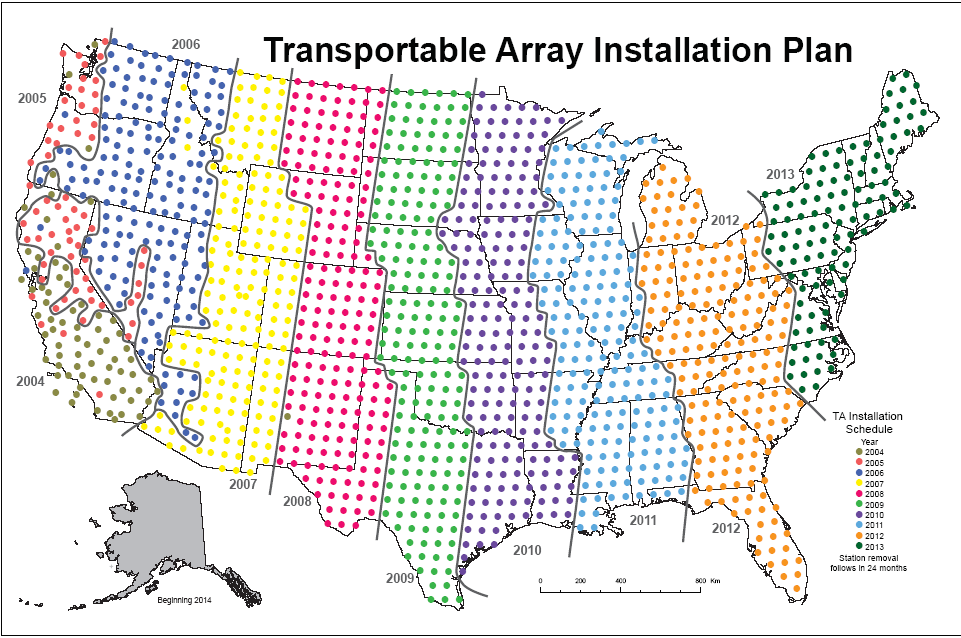 Transportable Array Installation Plan
2006
2005
2013
2012
2004
TA Installation
Schedule
Year
2004
2005
2006
2007
2008
2009
2010
2011
2012
2013
Station removal
follows in 24 months
2007
2008
2011
2012
2010
2009
0 200 400 800 Km
Beginning 2014